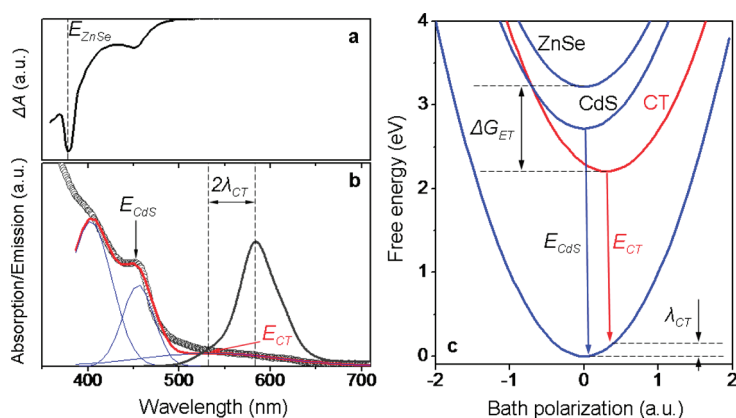 E_ZnSe
a
ΔA (a.u.)
b
2λ_CT
E_CdS
E_CT
Absorption/Emission (a.u.)
400 500 600 700
Wavelength (nm)
4
3
2
1
0
Free energy (eV)
ZnSe
CdS
CT
ΔG_ET
E_CdS
E_CT
λ_CT
c
-2 -1 0 1 2
Bath polarization (a.u.)